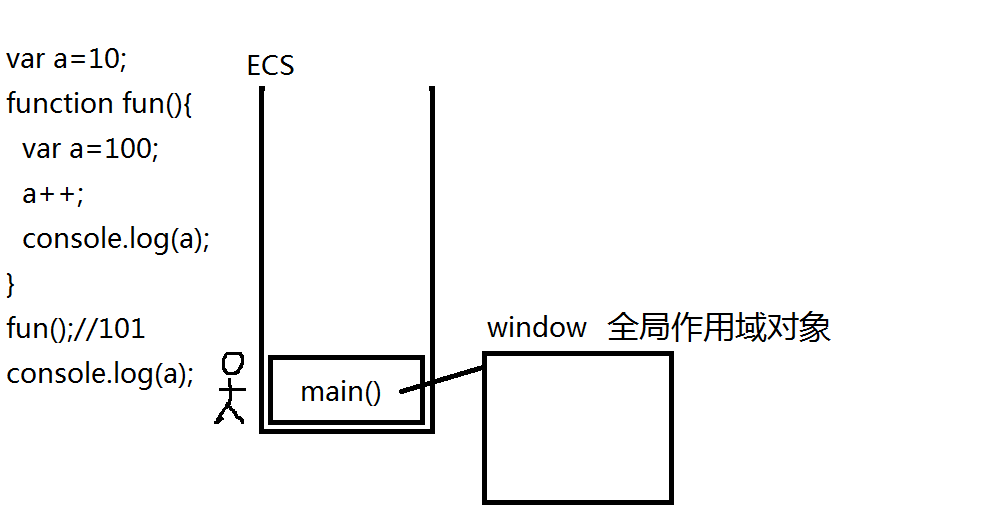 var a=10;
function fun(){
var a=100;
a++;
console.log(a);
}
fun();//101
console.log(a);
ECS
main()
window 全局作用域对象